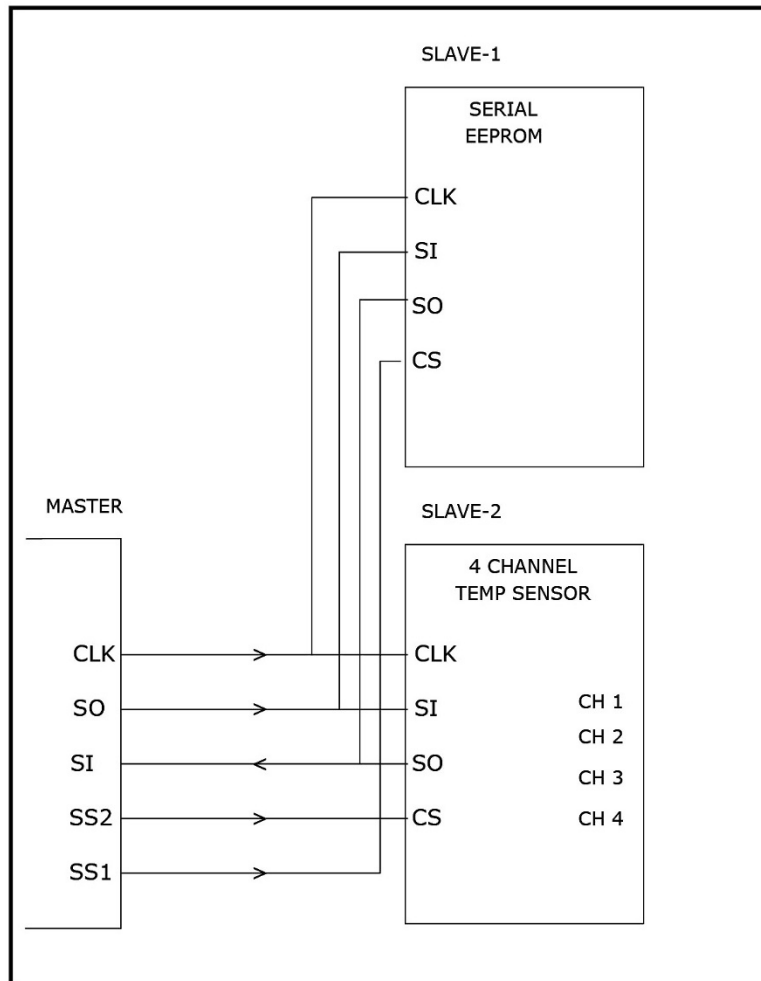 SLAVE-1
SERIAL
EEPROM
CLK
SI
SO
CS
MASTER
CLK
SO
SI
SS2
SS1
SLAVE-2
4 CHANNEL
TEMP SENSOR
CLK
SI
SO
CS
CH 1
CH 2
CH 3
CH 4